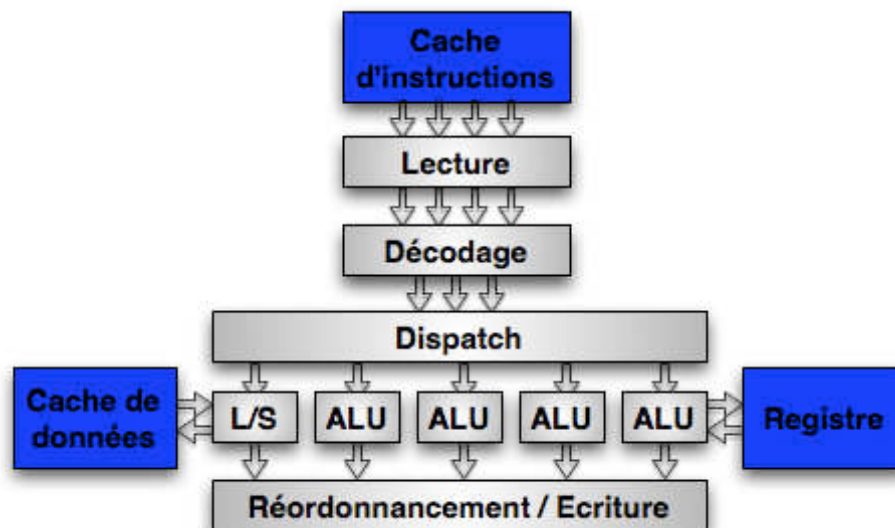 Cache
d'instructions
Lecture
Décodage
Dispatch
Cache de
données
L/S
ALU
ALU
ALU
ALU
Registre
Réordonnancement / Ecriture